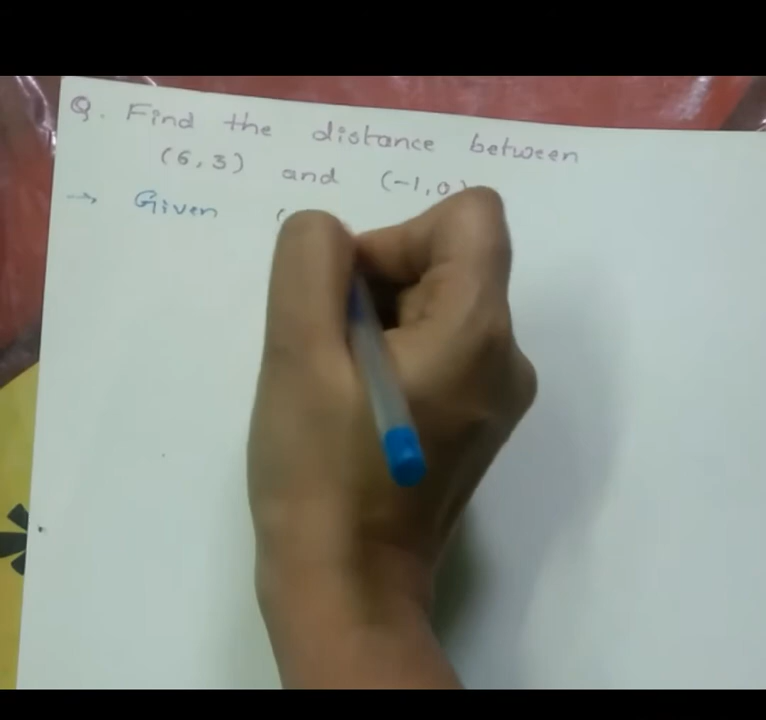 Q. Find the distance between
(6,3) and (-1,0)
→ Given (